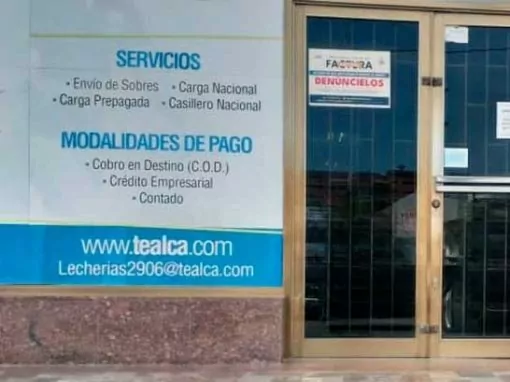 SERVICIOS
• Envío de Sobres • Carga Nacional
• Carga Prepagada • Casillero Nacional
MODALIDADES DE PAGO
• Cobro en Destino (C.O.D.)
• Crédito Empresarial
• Contado
www.tealca.com
Lecherias2906@tealca.com
FACTURA
DENÚNCIELOS